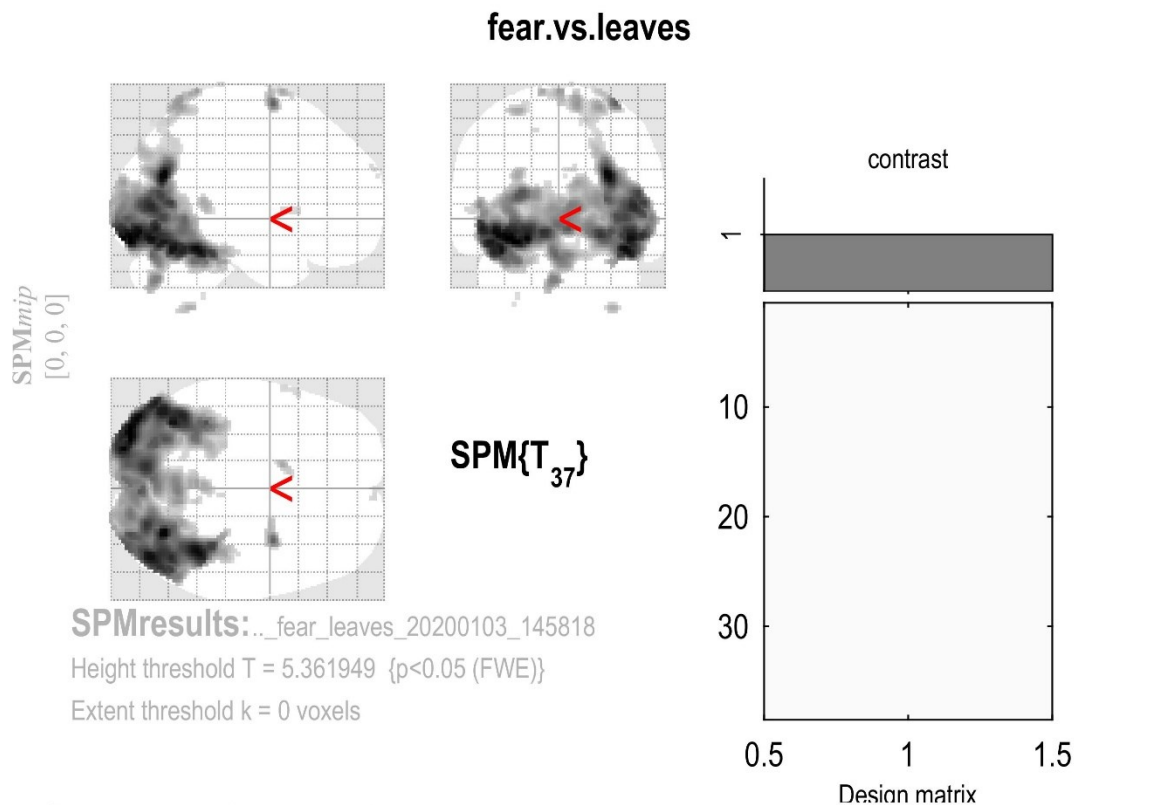 fear.vs.leaves
SPMmip
[0, 0, 0]
<
<
<
SPM{T37}
contrast
1
10
20
30
0.5 1 1.5
Design matrix
SPMresults:.._fear_leaves_20200103_145818
Height threshold T = 5.361949 {p<0.05 (FWE)}
Extent threshold k = 0 voxels